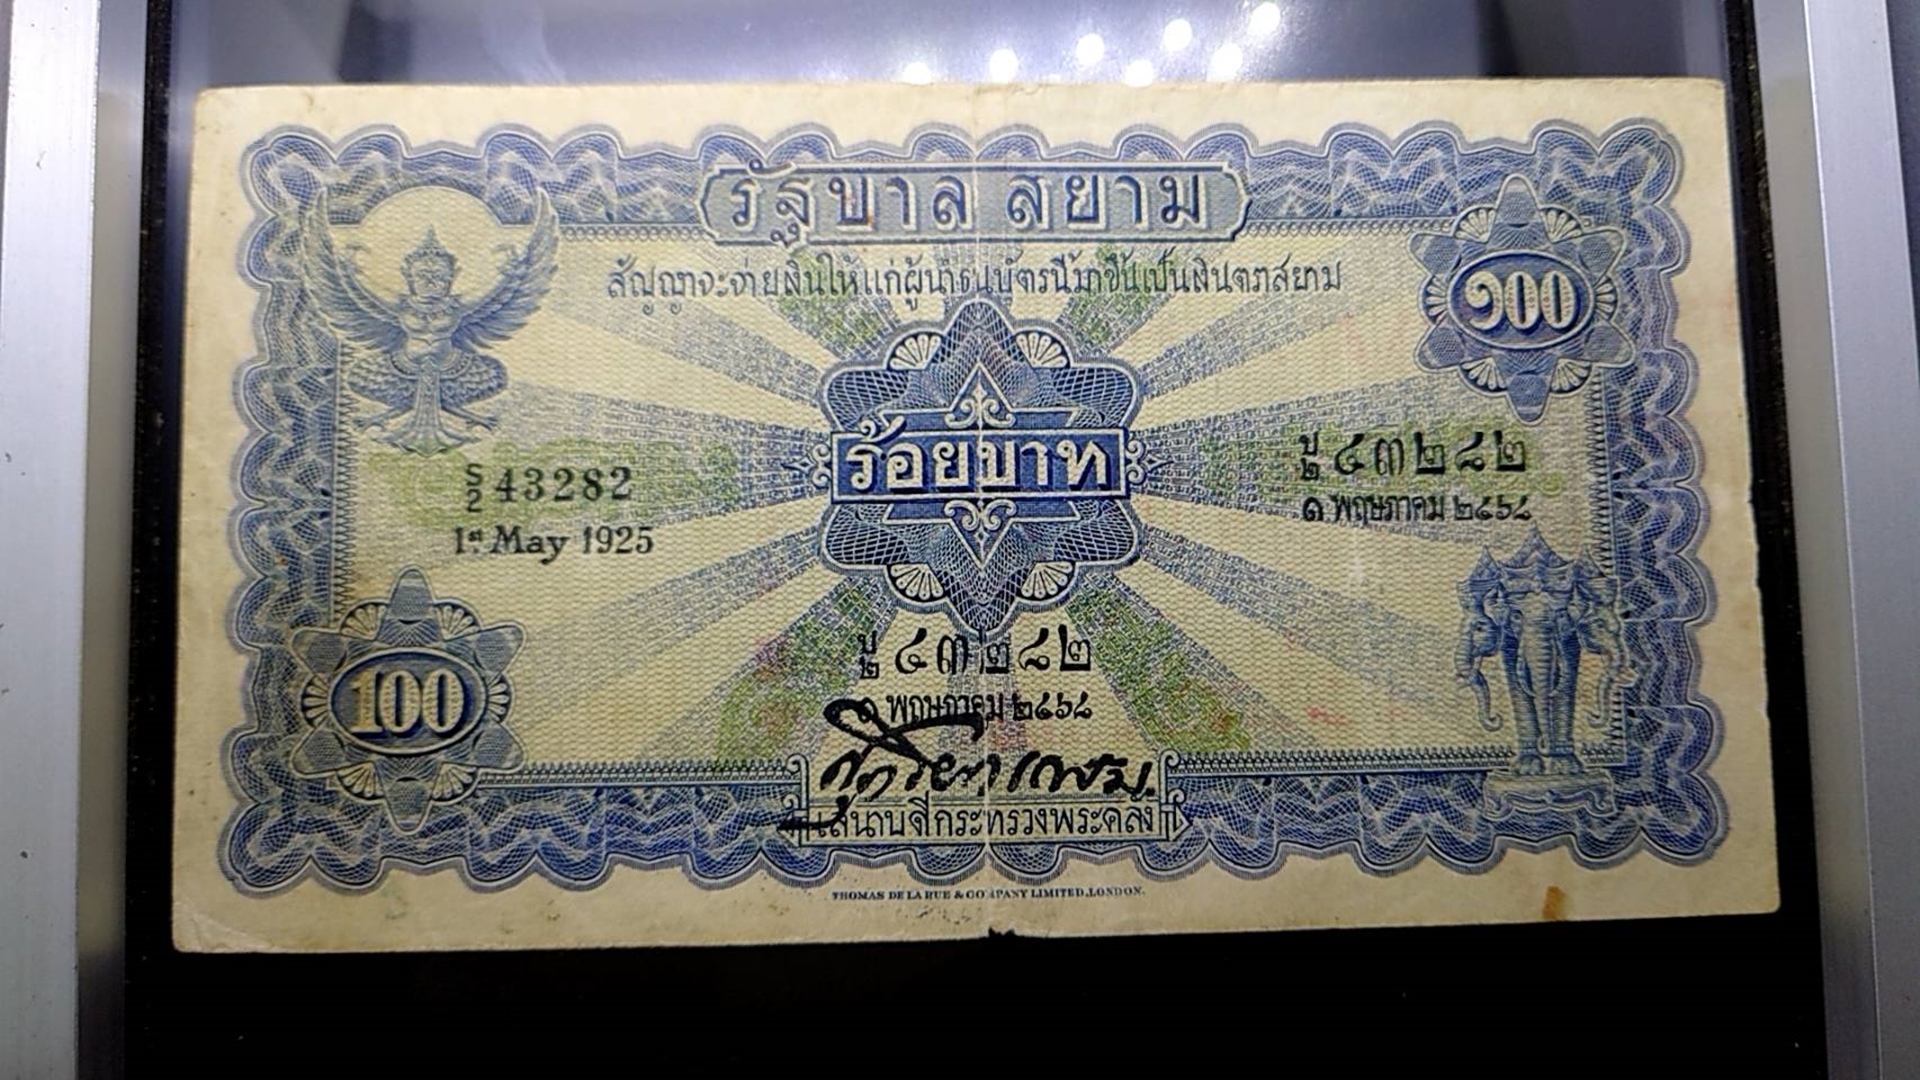 รัฐบาล สยาม
สัญญาจะจ่ายเงินให้แก่ผู้นำธนบัตรนี้มาขึ้นเป็นเงินตราสยาม
๑๐๐
ร้อยบาท
S/2 43282
1st May 1925
ป/๒ ๔๓๒๘๒
๑ พฤษภาคม ๒๔๖๘
100
ป/๒ ๔๓๒๘๒
๑ พฤษภาคม ๒๔๖๘
เสนาบดีกระทรวงพระคลัง
THOMAS DE LA RUE & COMPANY LIMITED, LONDON.